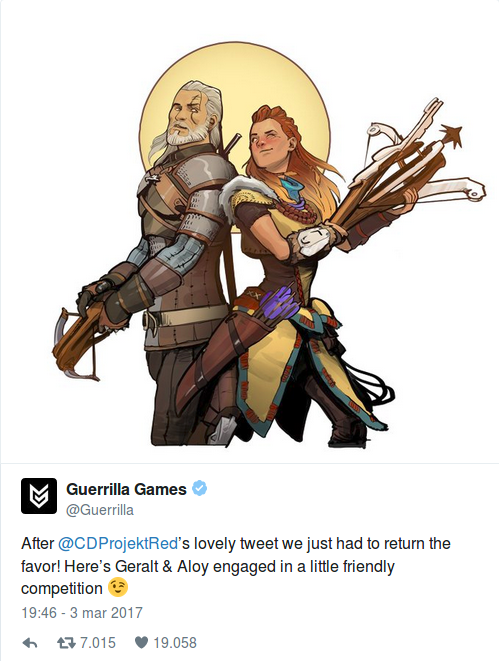 Guerrilla Games
@Guerrilla
After @CDProjektRed’s lovely tweet we just had to return the
favor! Here’s Geralt & Aloy engaged in a little friendly
competition 😉
19:46 - 3 mar 2017
7.015 19.058